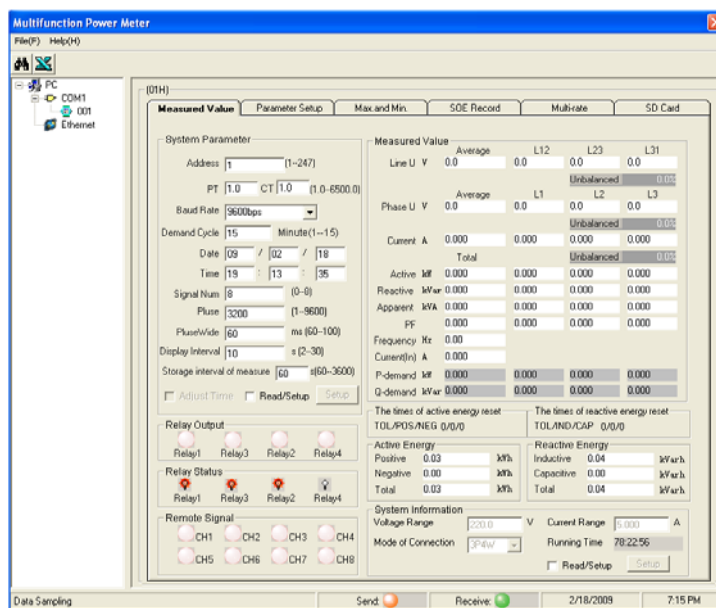 Multifunction Power Meter
File(F) Help(H)
PC
COM1
001
Ethernet
(01H)
Measured Value Parameter Setup Max.and Min. SOE Record Multi-rate SD Card
System Parameter
Address 1 (1--247)
PT 1.0 CT 1.0 (1.0-6500.0)
Baud Rate 9600bps
Demand Cycle 15 Minute(1--15)
Date 09 / 02 / 18
Time 19 : 13 : 35
Signal Num 8 (0--8)
Pluse 3200 (1--9600)
PluseWide 60 ms (60--100)
Display Interval 10 s (2--30)
Storage interval of measure 60 s(60--3600)
Adjust Time Read/Setup Setup
Relay Output
Relay1 Relay3 Relay2 Relay4
Relay Status
Relay1 Relay3 Relay2 Relay4
Remote Signal
CH1 CH2 CH3 CH4
CH5 CH6 CH7 CH8
Measured Value
Average L12 L23 L31
Line U V 0.0 0.0 0.0 0.0
Unbalanced 0.0%
Average L1 L2 L3
Phase U V 0.0 0.0 0.0 0.0
Unbalanced 0.0%
Current A 0.000 0.000 0.000 0.000
Total Unbalanced 0.0%
Active kW 0.000 0.000 0.000 0.000
Reactive kVar 0.000 0.000 0.000 0.000
Apparent kVA 0.000 0.000 0.000 0.000
PF 0.000 0.000 0.000 0.000
Frequency Hz 0.00
Current(In) A 0.000
P-demand kW 0.000 0.000 0.000 0.000
Q-demand kVar 0.000 0.000 0.000 0.000
The times of active energy reset
TOL/POS/NEG 0/0/0
The times of reactive energy reset
TOL/IND/CAP 0/0/0
Active Energy
Positive 0.03 kWh
Negative 0.00 kWh
Total 0.03 kWh
Reactive Energy
Inductive 0.04 kVarh
Capacitive 0.00 kVarh
Total 0.04 kVarh
System Information
Voltage Range 220.0 V Current Range 5.000 A
Mode of Connection 3P4W Running Time 78:22:56
Read/Setup Setup
Data Sampling Send: Receive: 2/18/2009 7:15 PM